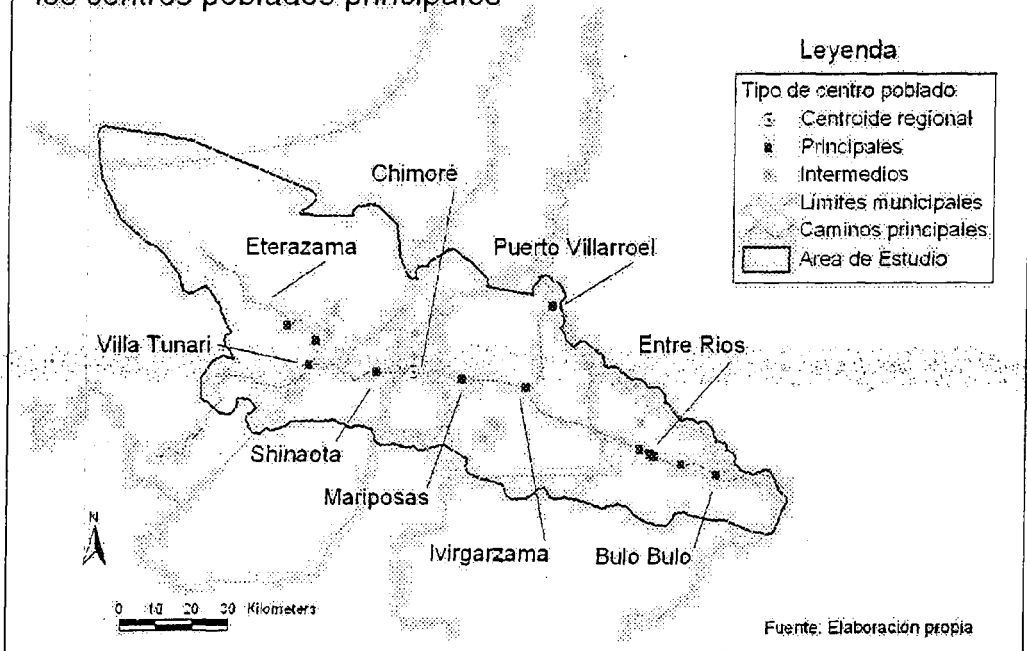 los centros poblados principales
Leyenda
Tipo de centro poblado
Centroide regional
Principales
Intermedios
Límites municipales
Caminos principales
Area de Estudio
Chimoré
Eterazama
Puerto Villarroel
Villa Tunari
Entre Rios
Shinaota
Mariposas
Ivirgarzama
Bulo Bulo
N
0 10 20 30 Kilometers
Fuente: Elaboración propia